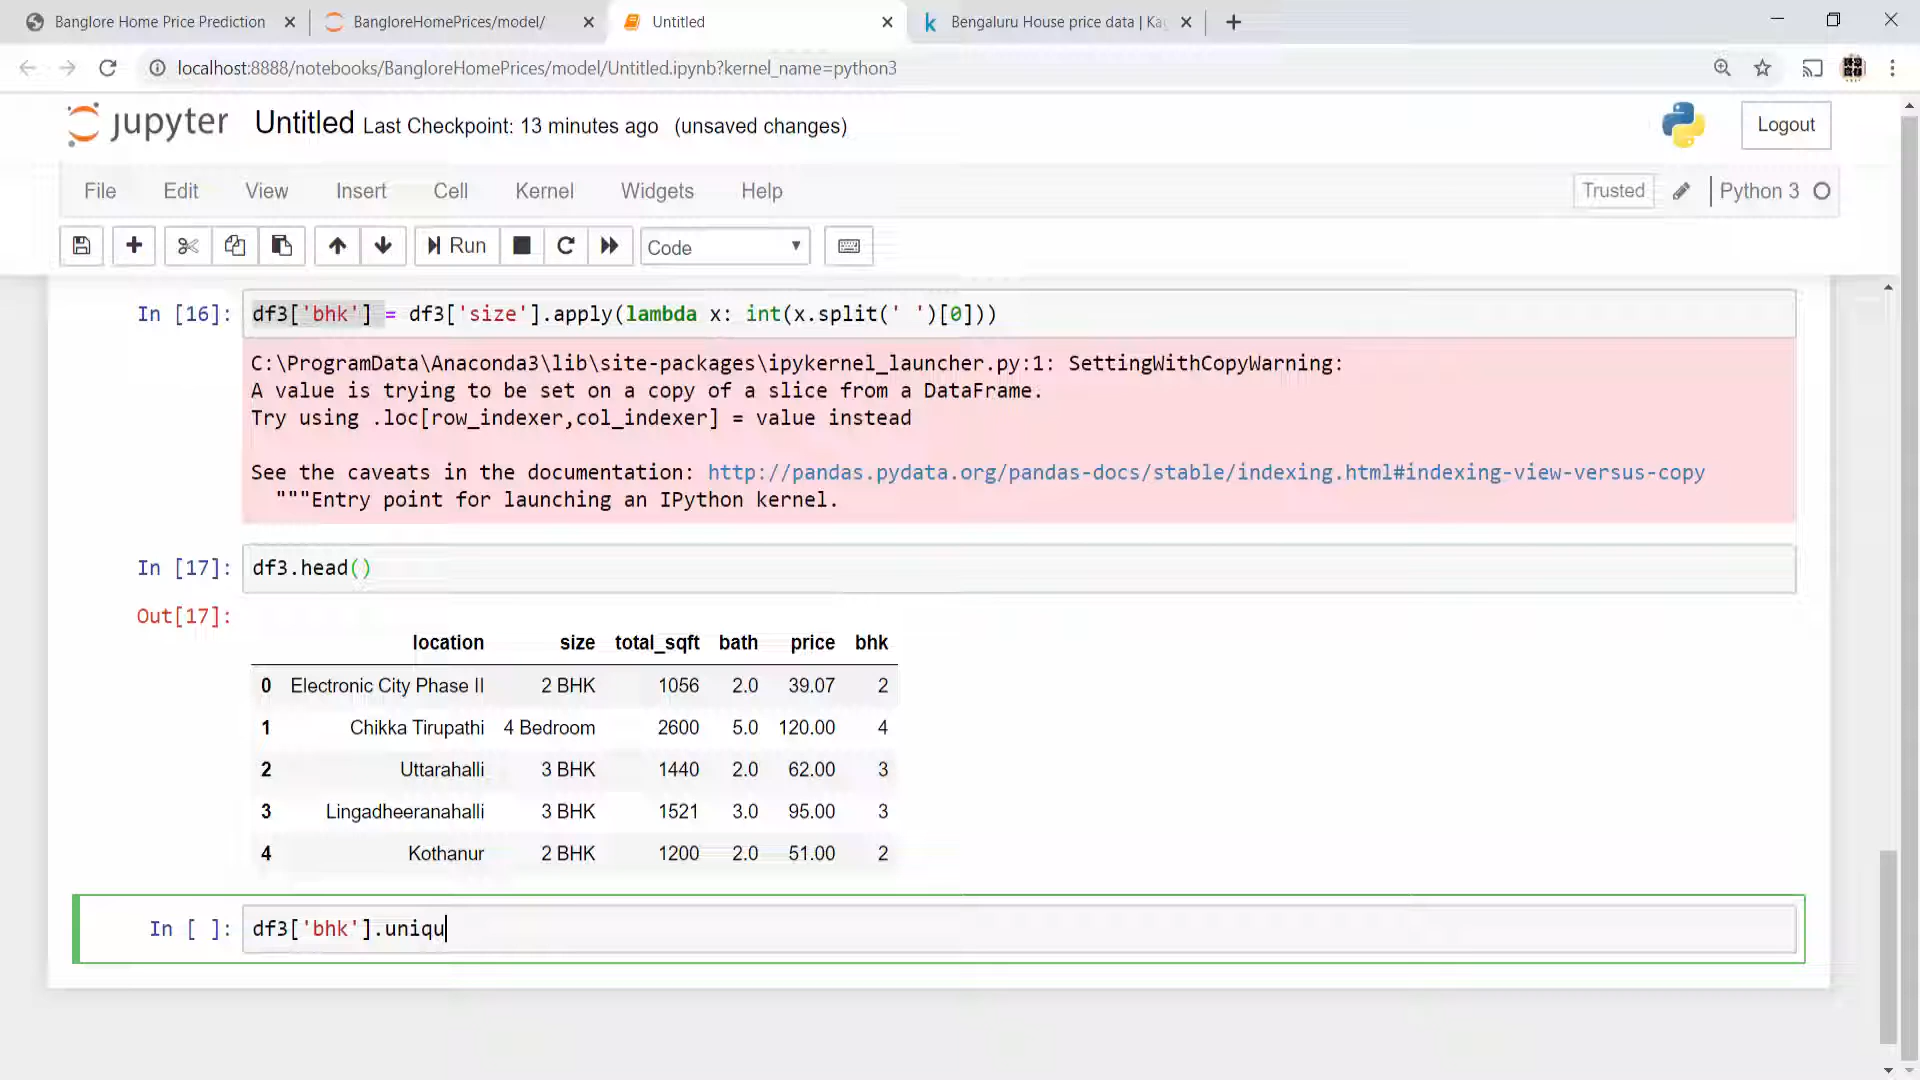 Banglore Home Price Prediction
BangloreHomePrices/model/
Untitled
Bengaluru House price data | Ka
localhost:8888/notebooks/BangloreHomePrices/model/Untitled.ipynb?kernel_name=python3
jupyter Untitled Last Checkpoint: 13 minutes ago (unsaved changes)
Logout
File Edit View Insert Cell Kernel Widgets Help
Trusted Python 3
Run Code
In [16]: df3['bhk'] = df3['size'].apply(lambda x: int(x.split(' ')[0]))
C:\ProgramData\Anaconda3\lib\site-packages\ipykernel_launcher.py:1: SettingWithCopyWarning:
A value is trying to be set on a copy of a slice from a DataFrame.
Try using .loc[row_indexer,col_indexer] = value instead
See the caveats in the documentation: http://pandas.pydata.org/pandas-docs/stable/indexing.html#indexing-view-versus-copy
"""Entry point for launching an IPython kernel.
In [17]: df3.head()
Out[17]:
location size total_sqft bath price bhk
0 Electronic City Phase II 2 BHK 1056 2.0 39.07 2
1 Chikka Tirupathi 4 Bedroom 2600 5.0 120.00 4
2 Uttarahalli 3 BHK 1440 2.0 62.00 3
3 Lingadheeranahalli 3 BHK 1521 3.0 95.00 3
4 Kothanur 2 BHK 1200 2.0 51.00 2
In [ ]: df3['bhk'].uniqu